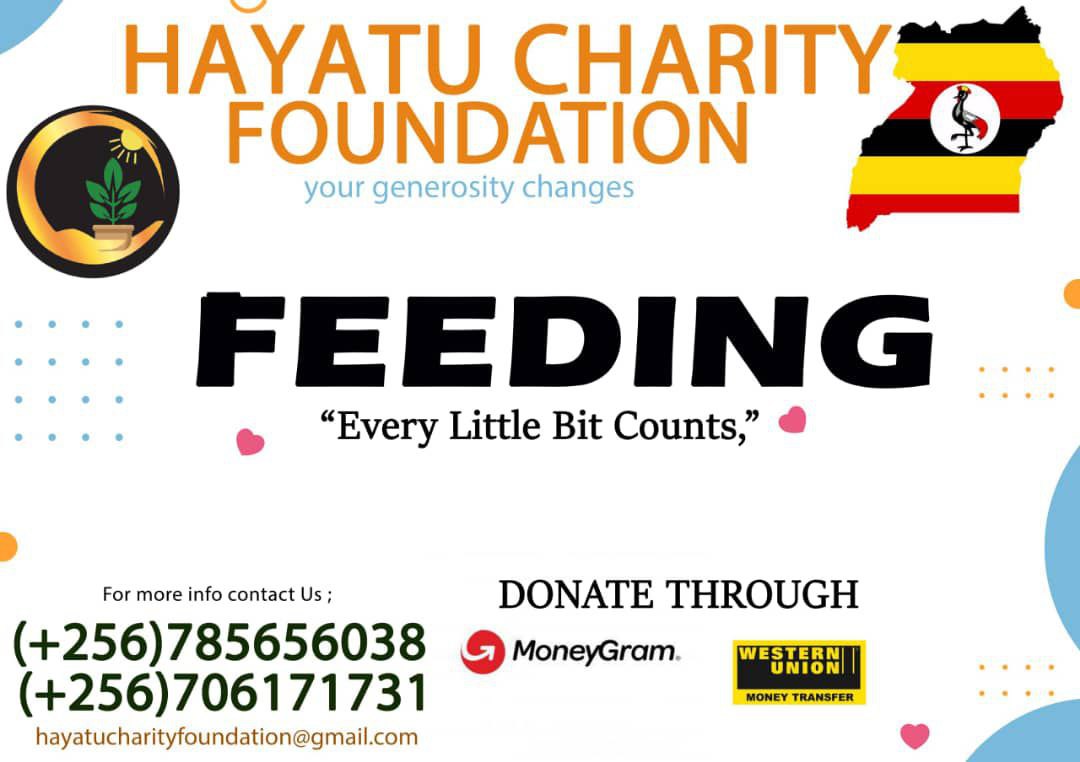 HAYATU CHARITY
FOUNDATION
your generosity changes
FEEDING
“Every Little Bit Counts,”
For more info contact Us ;
(+256)785656038
(+256)706171731
hayatucharityfoundation@gmail.com
DONATE THROUGH
MoneyGram.
WESTERN
UNION
MONEY TRANSFER